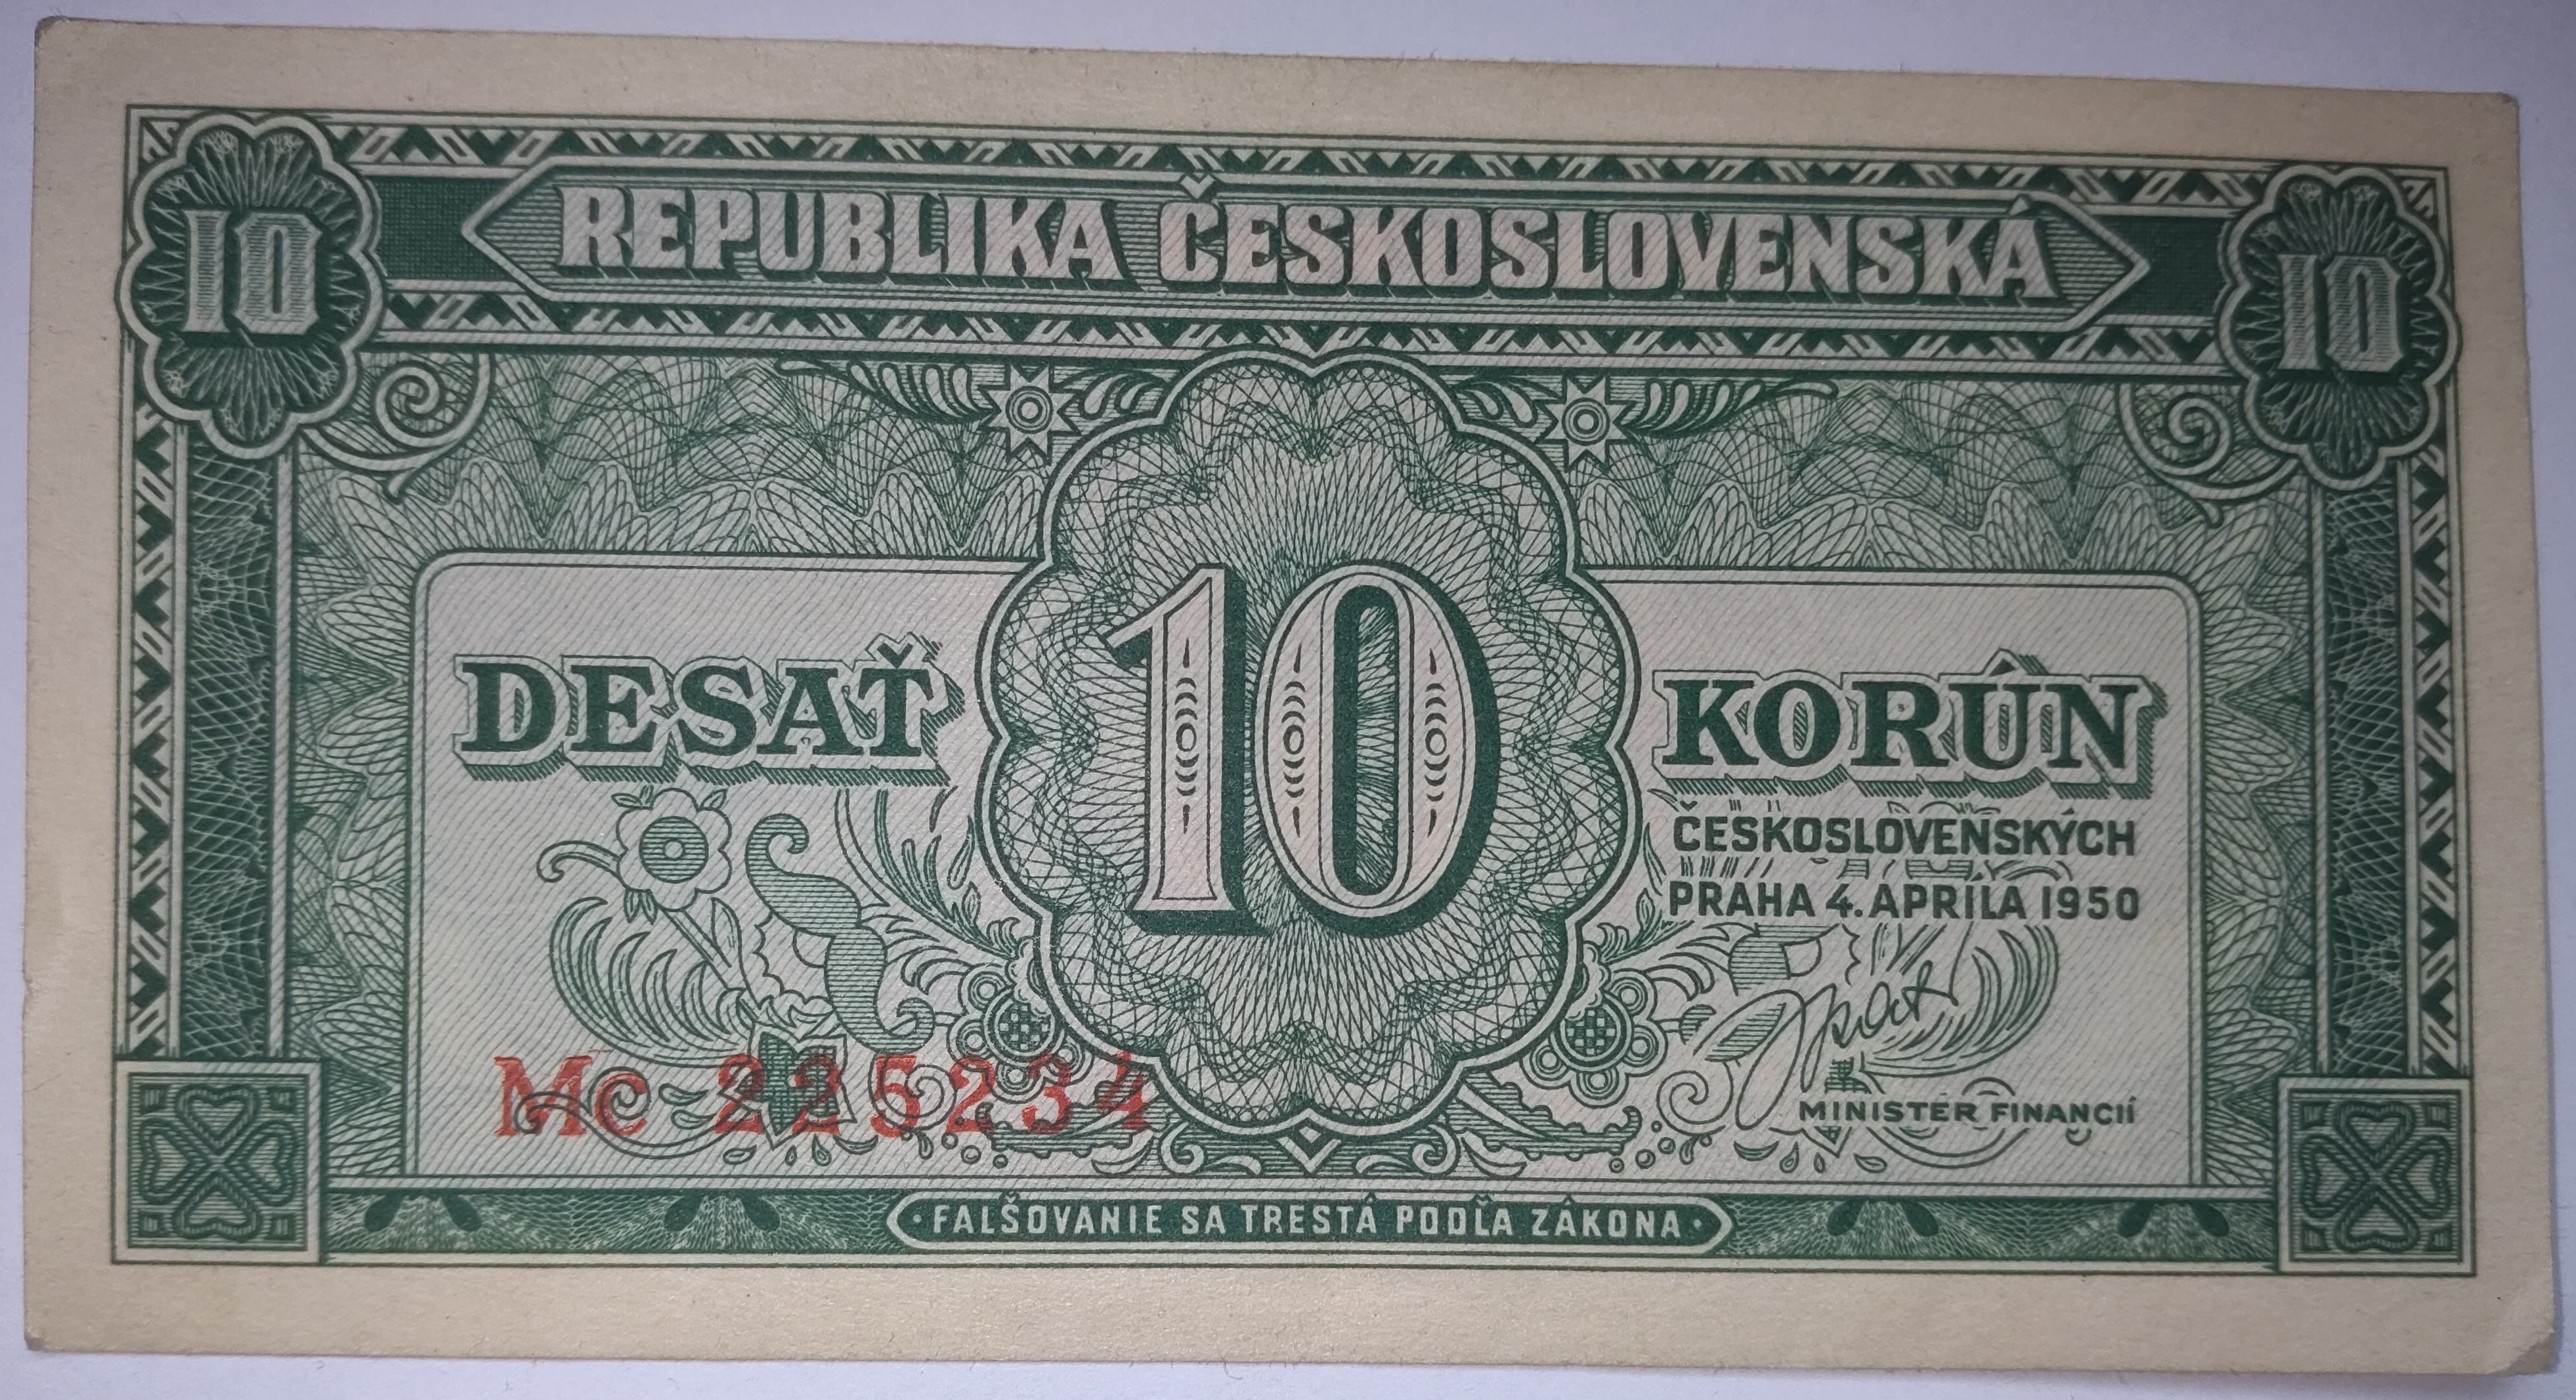 10 REPUBLIKA ČESKOSLOVENSKÁ 10
DESAŤ 10 KORÚN
ČESKOSLOVENSKÝCH
PRAHA 4. APRÍLA 1950
Mc 225234
MINISTER FINANCIÍ
FALŠOVANIE SA TRESTÁ PODĽA ZÁKONA